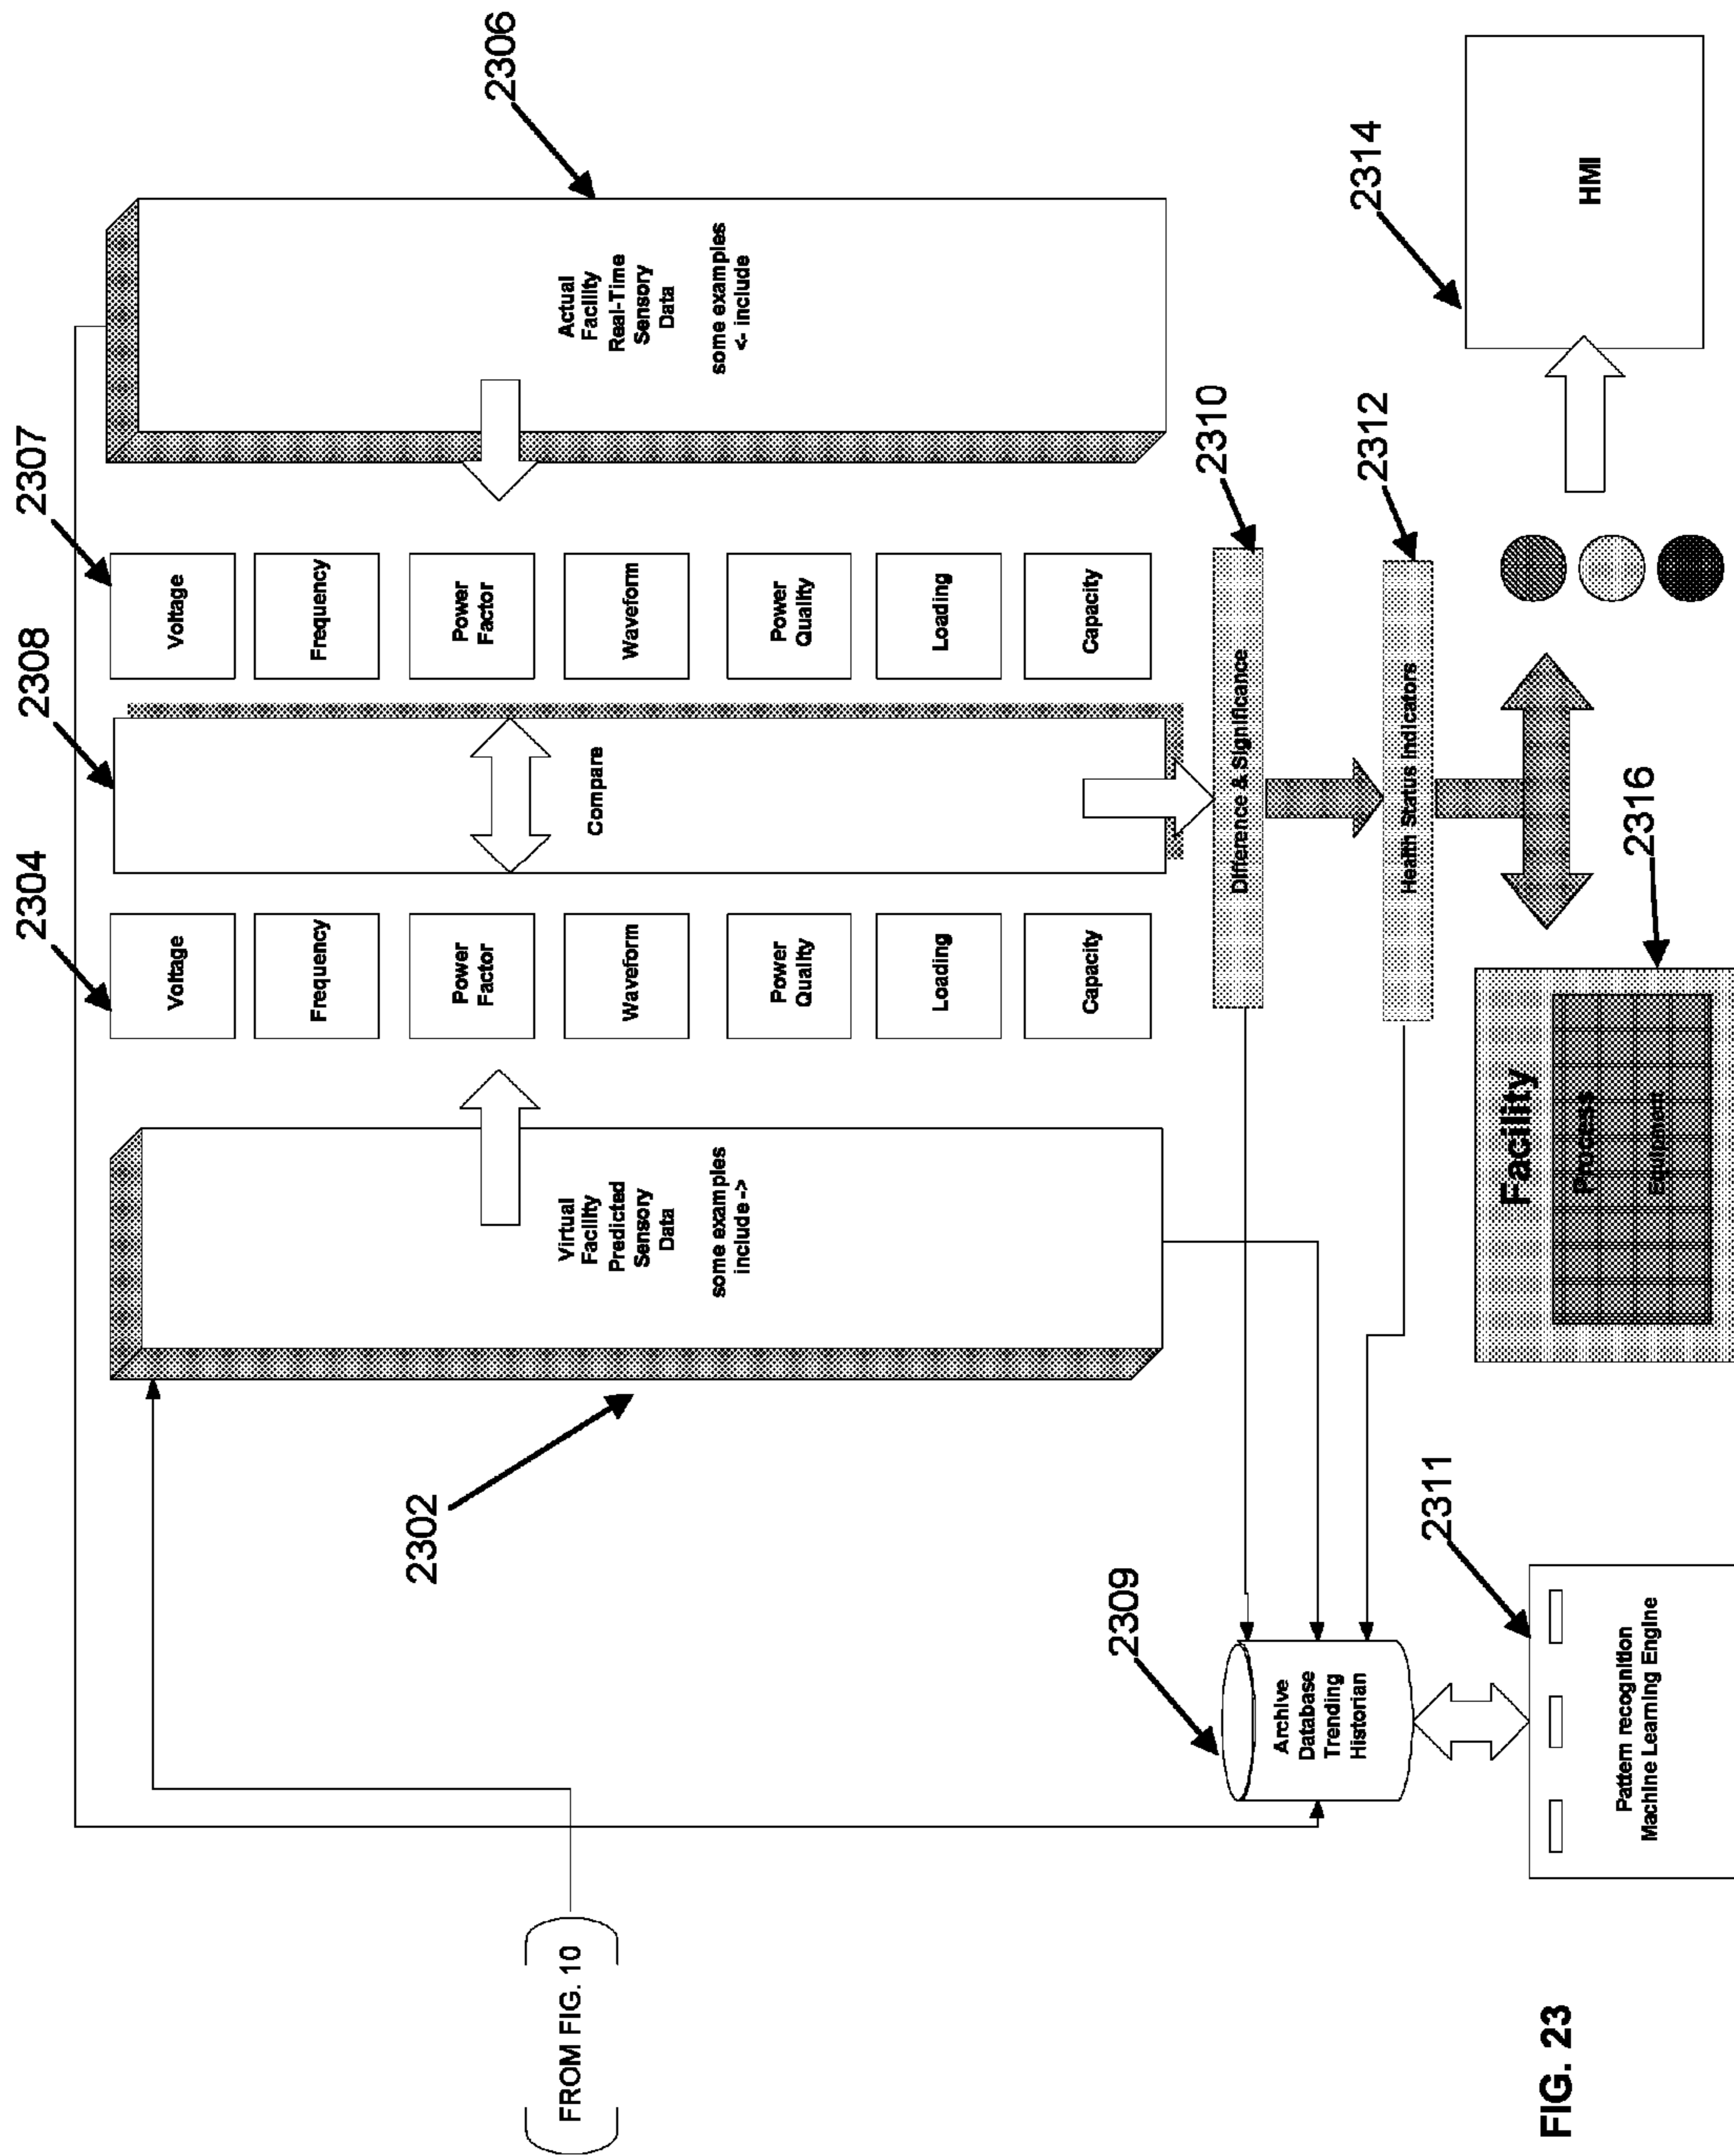 FROM FIG. 10
2302
Virtual
Facility
Predicted
Sensory
Data
some examples
include ->
2304
Voltage
Frequency
Power
Factor
Waveform
Power
Quality
Loading
Capacity
2308
Compare
2307
Voltage
Frequency
Power
Factor
Waveform
Power
Quality
Loading
Capacity
2306
Actual
Facility
Real-Time
Sensory
Data
some examples
<- include
2309
Archive
Database
Trending
Historian
2310
Difference & Significance
2312
Health Status Indicators
2311
Pattern recognition
Machine Learning Engine
2316
Facility
Process
Equipment
2314
HMI
FIG. 23